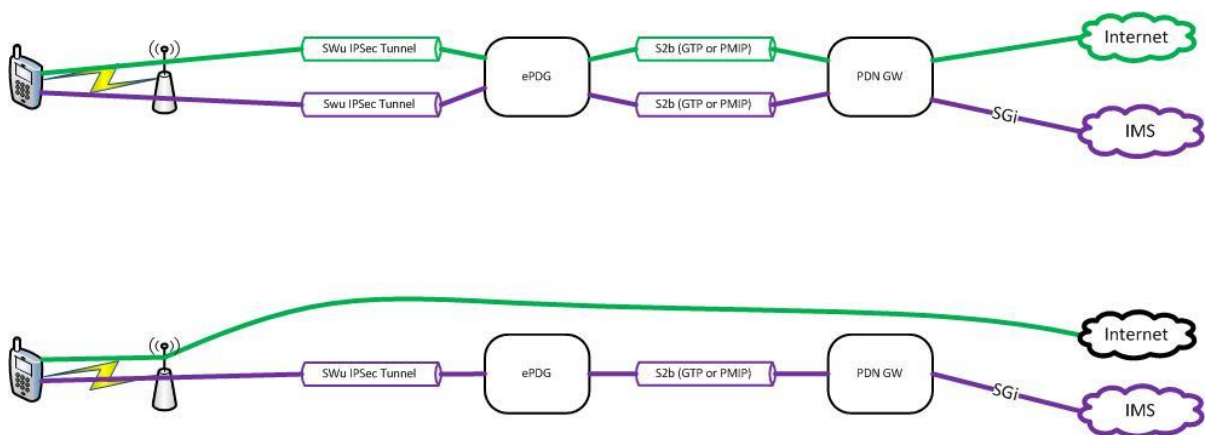 SWu IPSec Tunnel
S2b (GTP or PMIP)
Internet
ePDG
PDN GW
Swu IPSec Tunnel
S2b (GTP or PMIP)
SGi
IMS
Internet
SWu IPSec Tunnel
ePDG
S2b (GTP or PMIP)
PDN GW
SGi
IMS